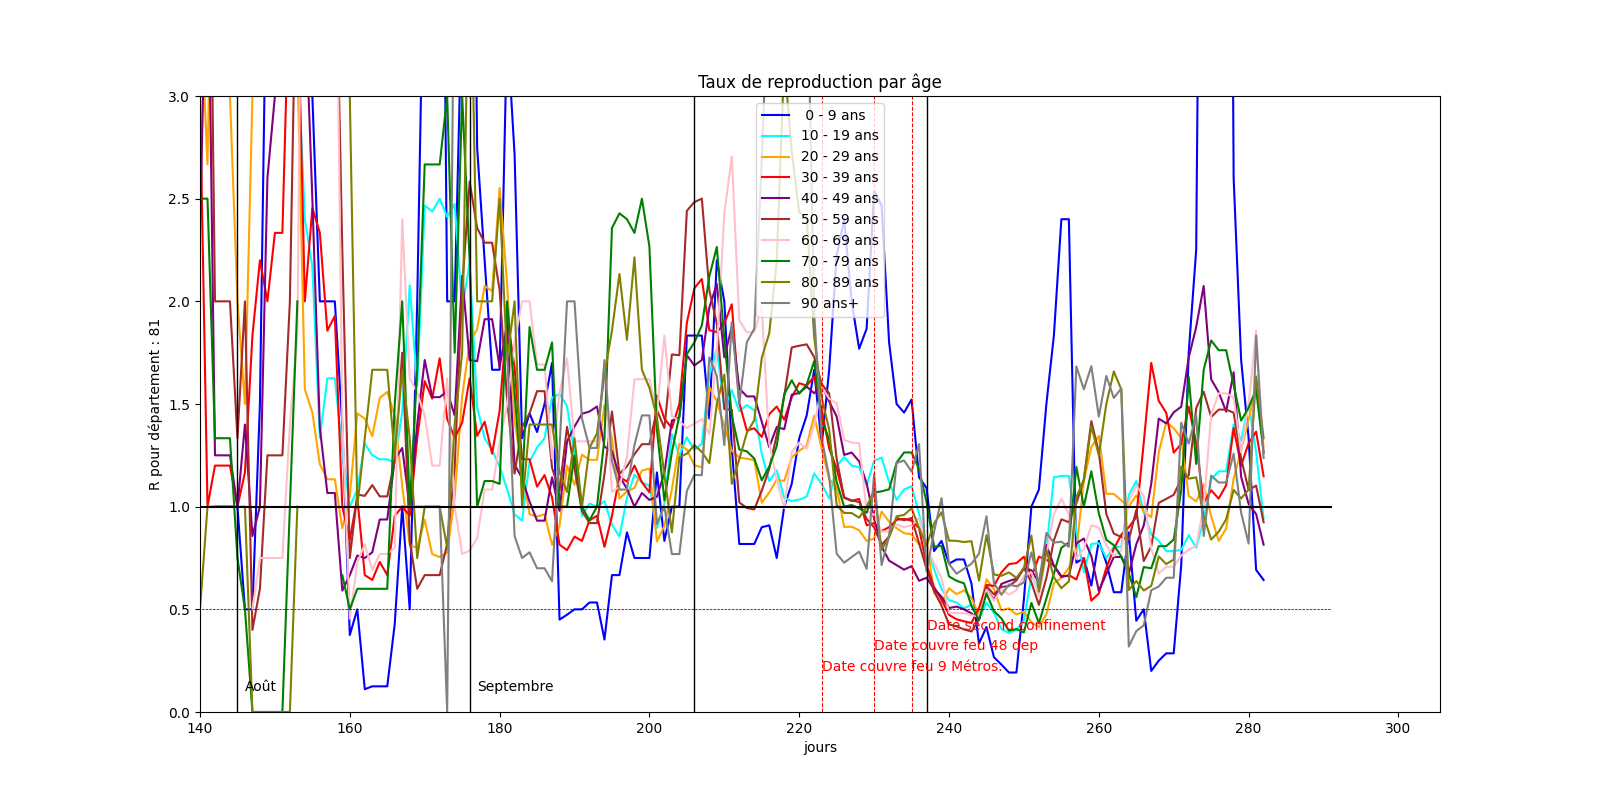 Taux de reproduction par âge
R pour département : 81
3.0
2.5
2.0
1.5
1.0
0.5
0.0
0 - 9 ans
10 - 19 ans
20 - 29 ans
30 - 39 ans
40 - 49 ans
50 - 59 ans
60 - 69 ans
70 - 79 ans
80 - 89 ans
90 ans+
Date second confinement
Date couvre feu 48 dep
Date couvre feu 9 Métros.
Août
Septembre
140 160 180 200 220 240 260 280 300
jours